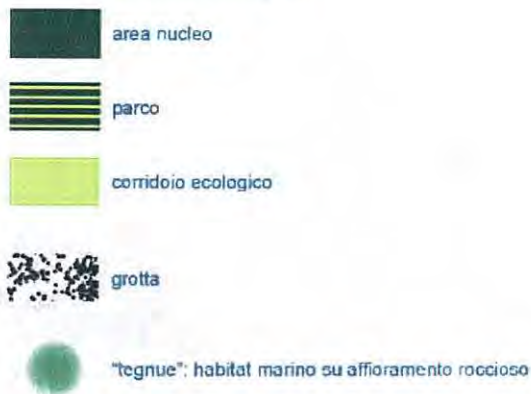 area nucleo
parco
corridoio ecologico
grotta
"tegnue": habitat marino su affioramento roccioso